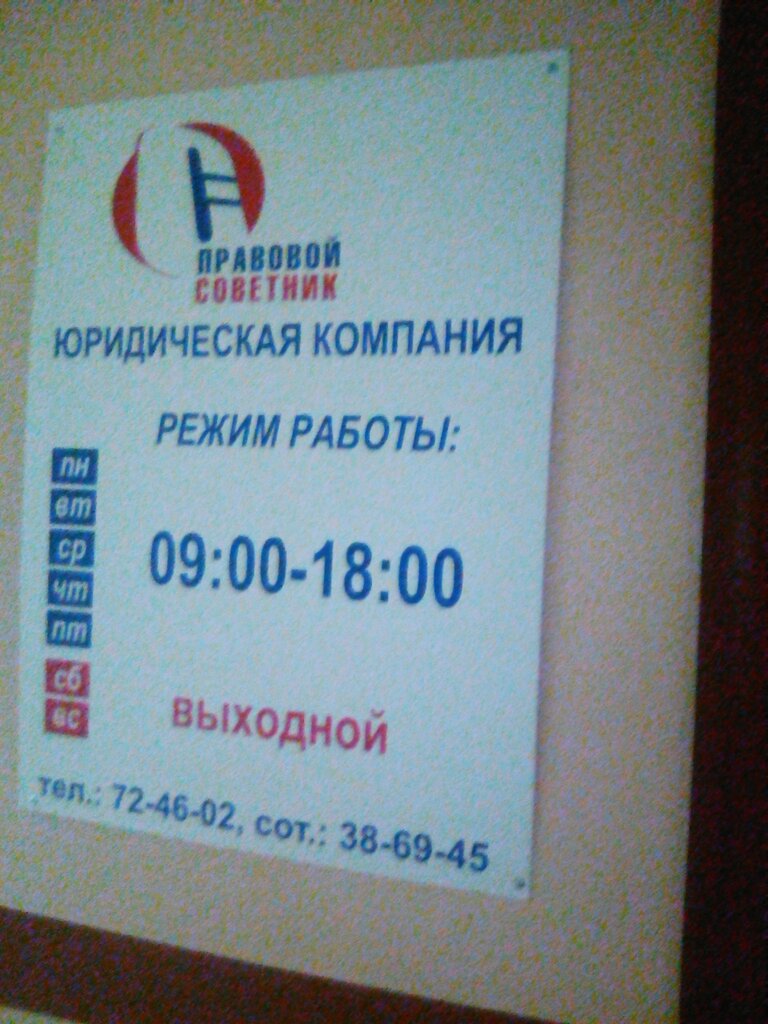 ПРАВОВОЙ
СОВЕТНИК
ЮРИДИЧЕСКАЯ КОМПАНИЯ
РЕЖИМ РАБОТЫ:
пн
вт
ср
чт
пт
09:00-18:00
сб
вс
ВЫХОДНОЙ
тел.: 72-46-02, сот.: 38-69-45